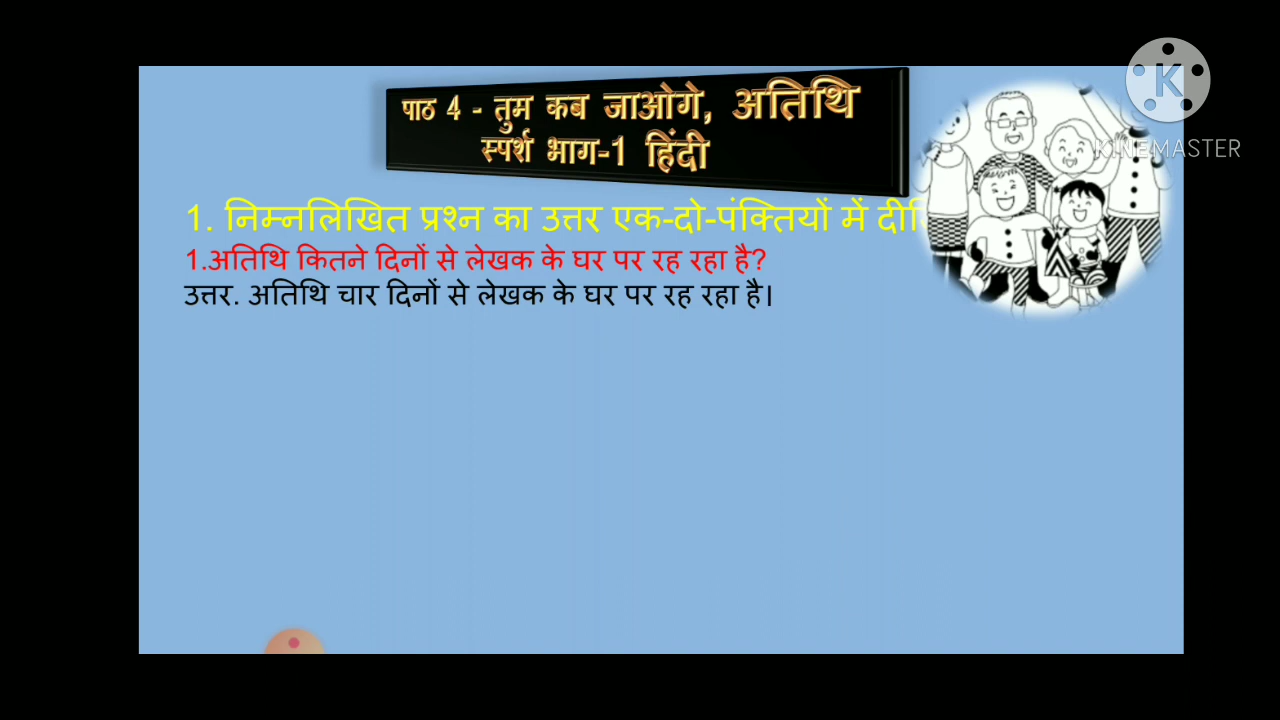 पाठ 4 - तुम कब जाओगे, अतिथि
स्पर्श भाग-1 हिंदी
K
KINEMASTER
1. निम्नलिखित प्रश्न का उत्तर एक-दो-पंक्तियों में
1.अतिथि कितने दिनों से लेखक के घर पर रह रहा है?
उत्तर. अतिथि चार दिनों से लेखक के घर पर रह रहा है।